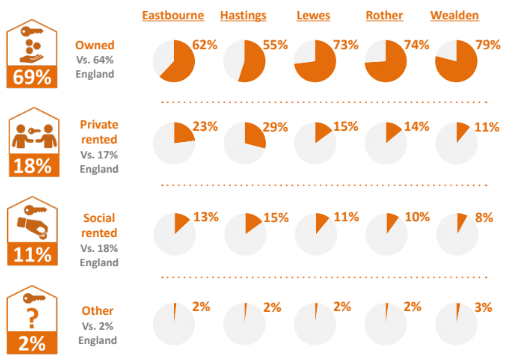 Eastbourne Hastings Lewes Rother Wealden
Owned
Vs. 64%
England
69%
62% 55% 73% 74% 79%
Private
rented
Vs. 17%
England
18%
23% 29% 15% 14% 11%
Social
rented
Vs. 18%
England
11%
13% 15% 11% 10% 8%
?
Other
Vs. 2%
England
2%
2% 2% 2% 2% 3%